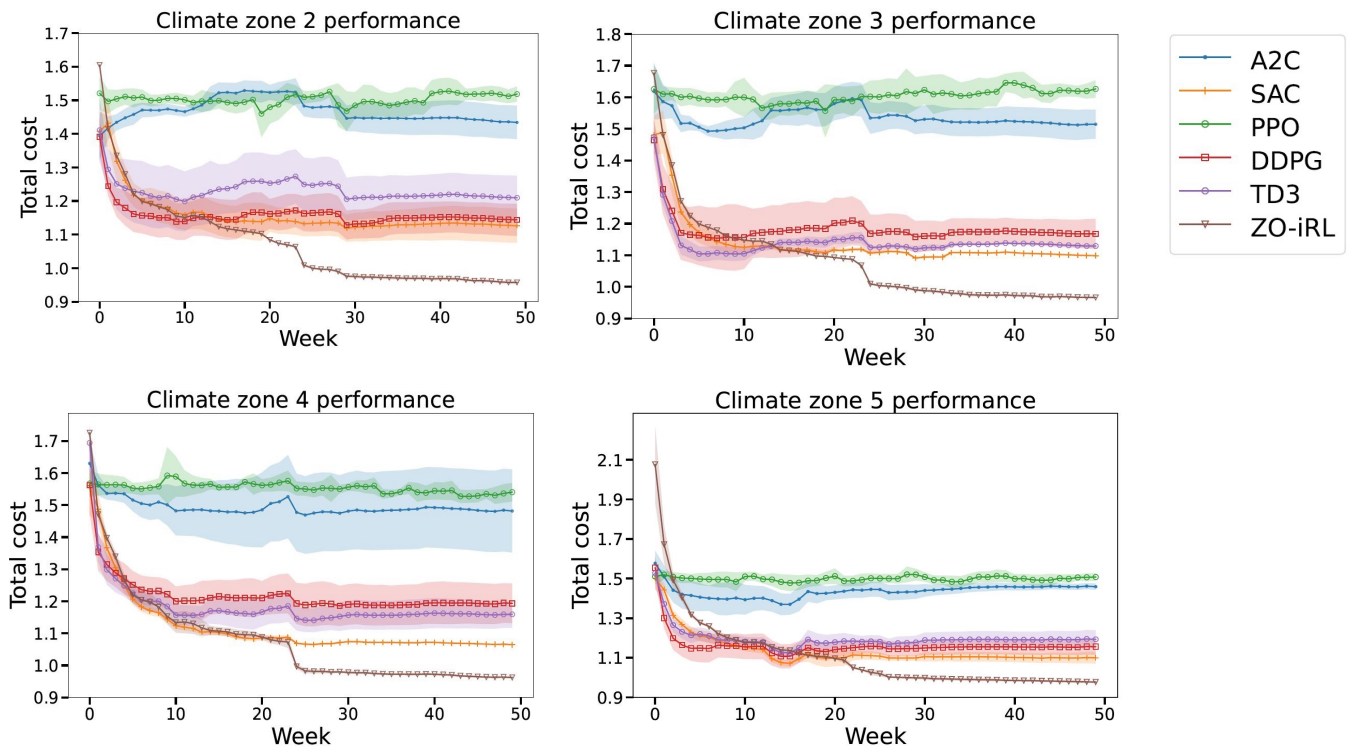 Climate zone 2 performance
1.7
1.6
1.5
1.4
1.3
1.2
1.1
1.0
0.9
Total cost
0 10 20 30 40 50
Week
Climate zone 3 performance
1.8
1.7
1.6
1.5
1.4
1.3
1.2
1.1
1.0
0.9
Total cost
0 10 20 30 40 50
Week
A2C
SAC
PPO
DDPG
TD3
ZO-iRL
Climate zone 4 performance
1.7
1.6
1.5
1.4
1.3
1.2
1.1
1.0
0.9
Total cost
0 10 20 30 40 50
Week
Climate zone 5 performance
2.1
1.9
1.7
1.5
1.3
1.1
0.9
Total cost
0 10 20 30 40 50
Week